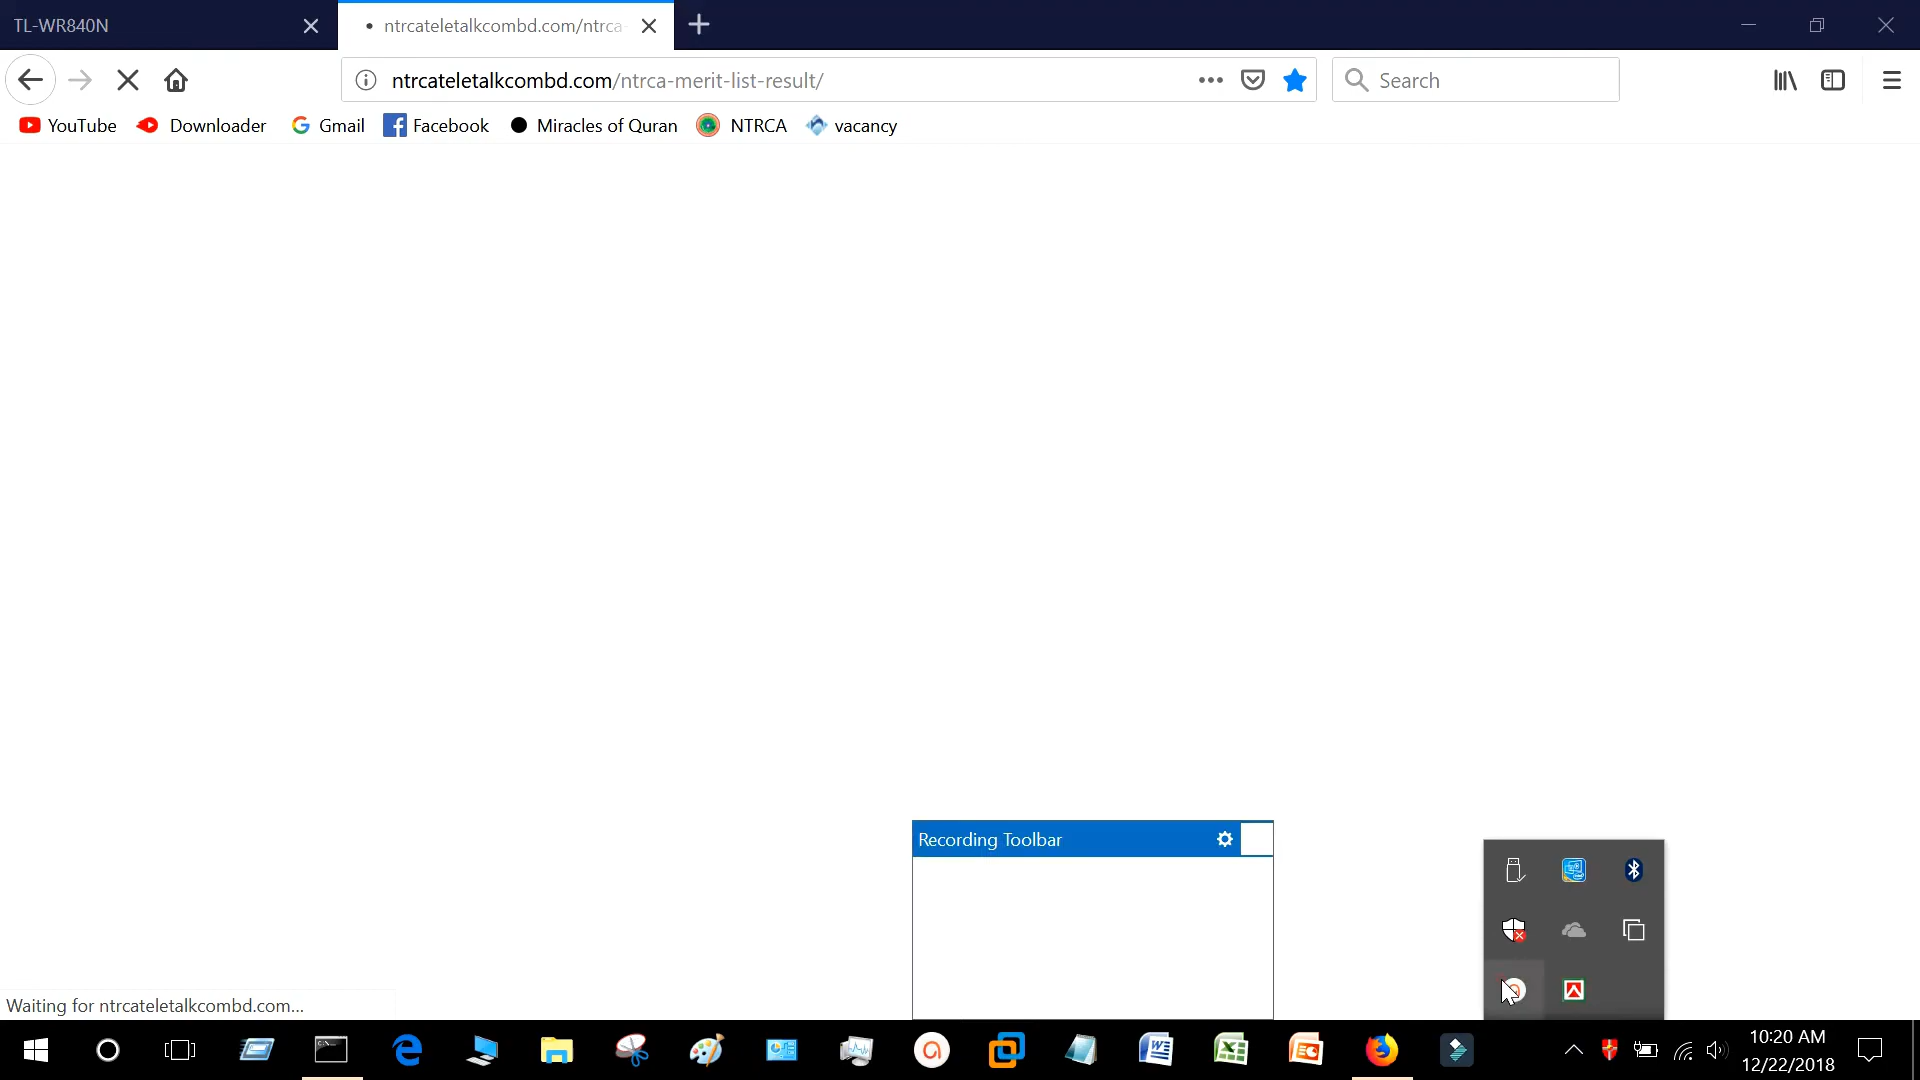 TL-WR840N
ntrcateletalkcombd.com/ntrca-
ntrcateletalkcombd.com/ntrca-merit-list-result/
Search
YouTube Downloader Gmail Facebook Miracles of Quran NTRCA vacancy
Recording Toolbar
Waiting for ntrcateletalkcombd.com...
10:20 AM
12/22/2018